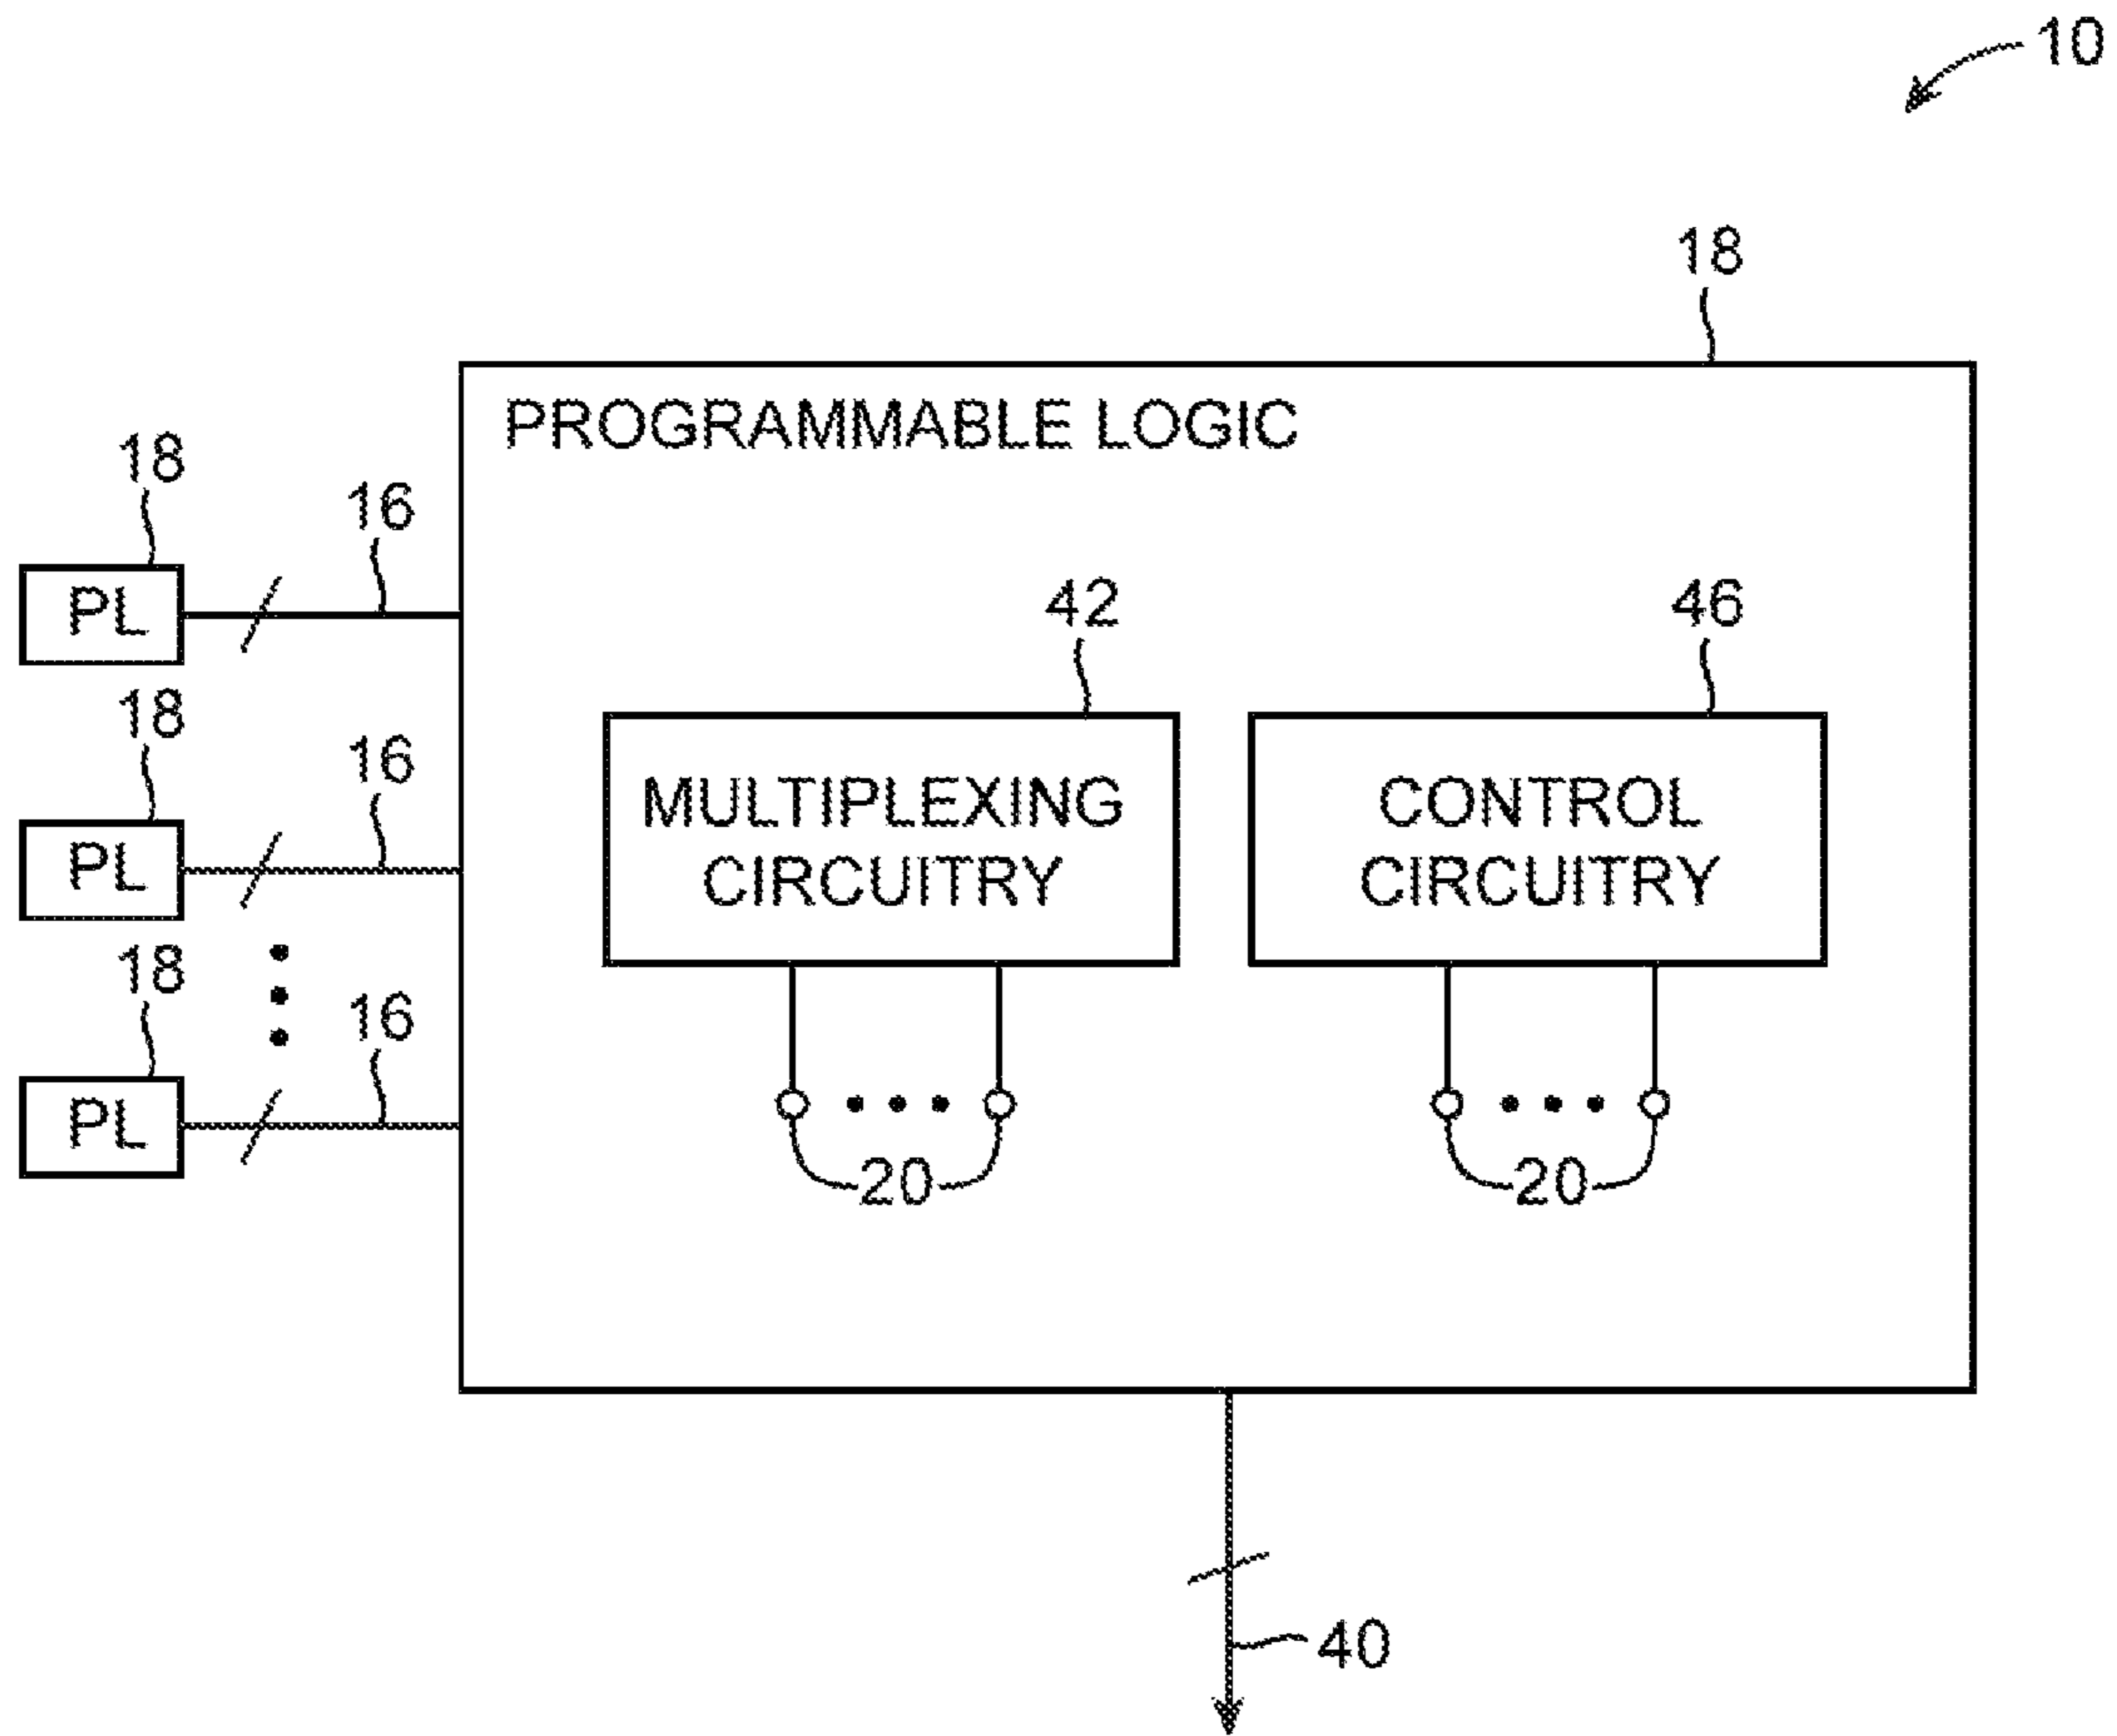 10
18
PROGRAMMABLE LOGIC
18
16
PL
42
46
MULTIPLEXING
CIRCUITRY
CONTROL
CIRCUITRY
18
16
PL
18
16
PL
20
20
40